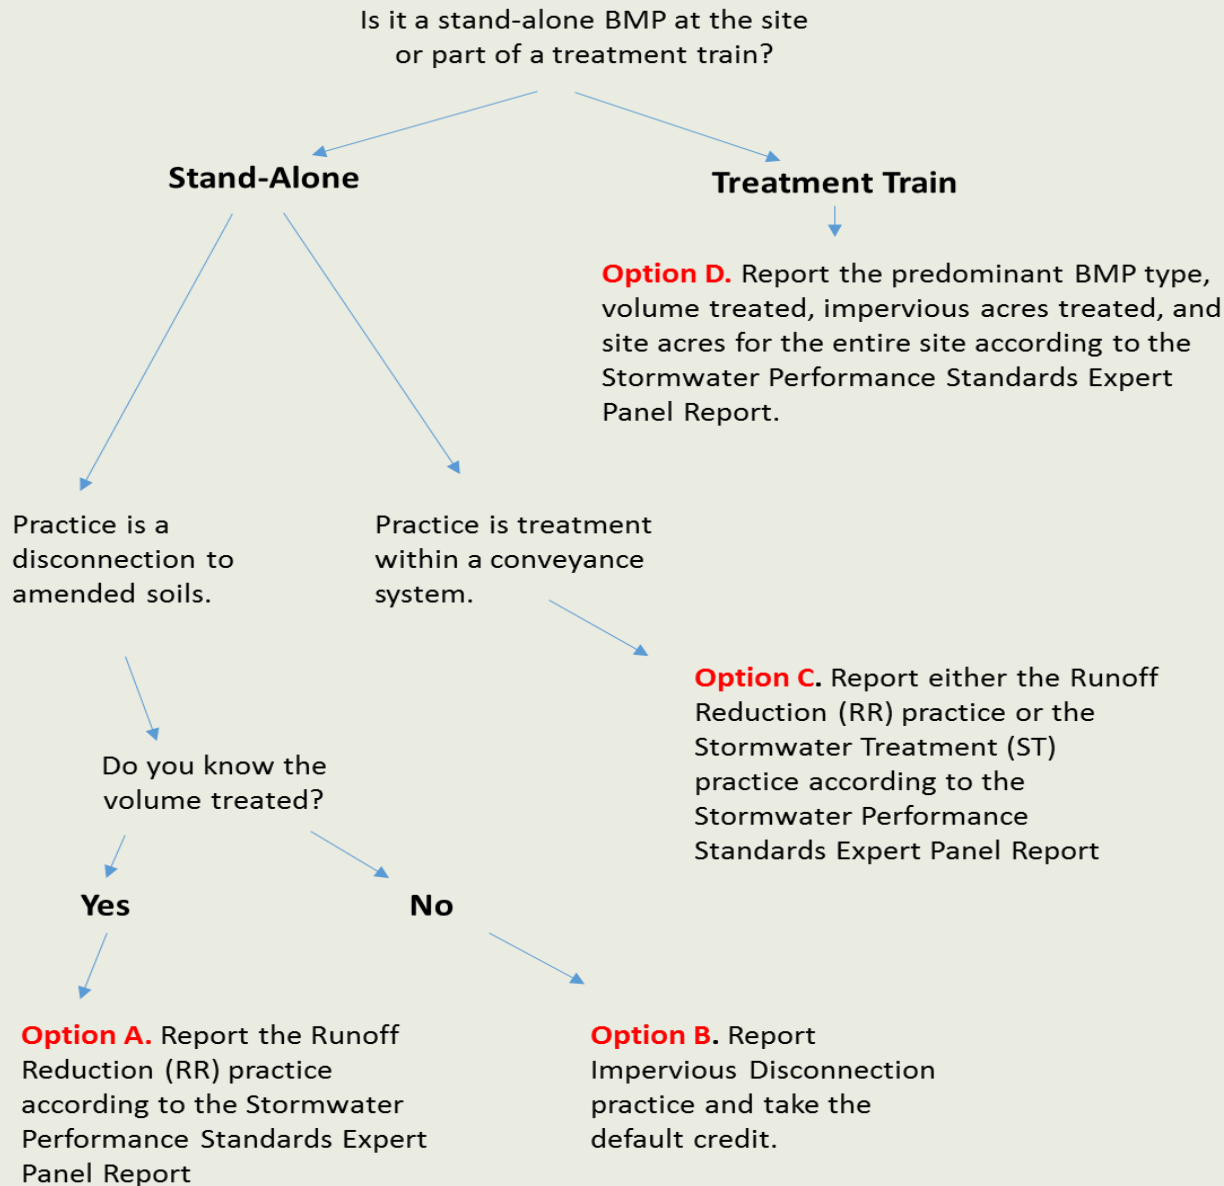 Is it a stand-alone BMP at the site
or part of a treatment train?
Stand-Alone
Treatment Train
Option D. Report the predominant BMP type,
volume treated, impervious acres treated, and
site acres for the entire site according to the
Stormwater Performance Standards Expert
Panel Report.
Practice is a
disconnection to
amended soils.
Practice is treatment
within a conveyance
system.
Option C. Report either the Runoff
Reduction (RR) practice or the
Stormwater Treatment (ST)
practice according to the
Stormwater Performance
Standards Expert Panel Report
Do you know the
volume treated?
Yes
No
Option A. Report the Runoff
Reduction (RR) practice
according to the Stormwater
Performance Standards Expert
Panel Report
Option B. Report
Impervious Disconnection
practice and take the
default credit.